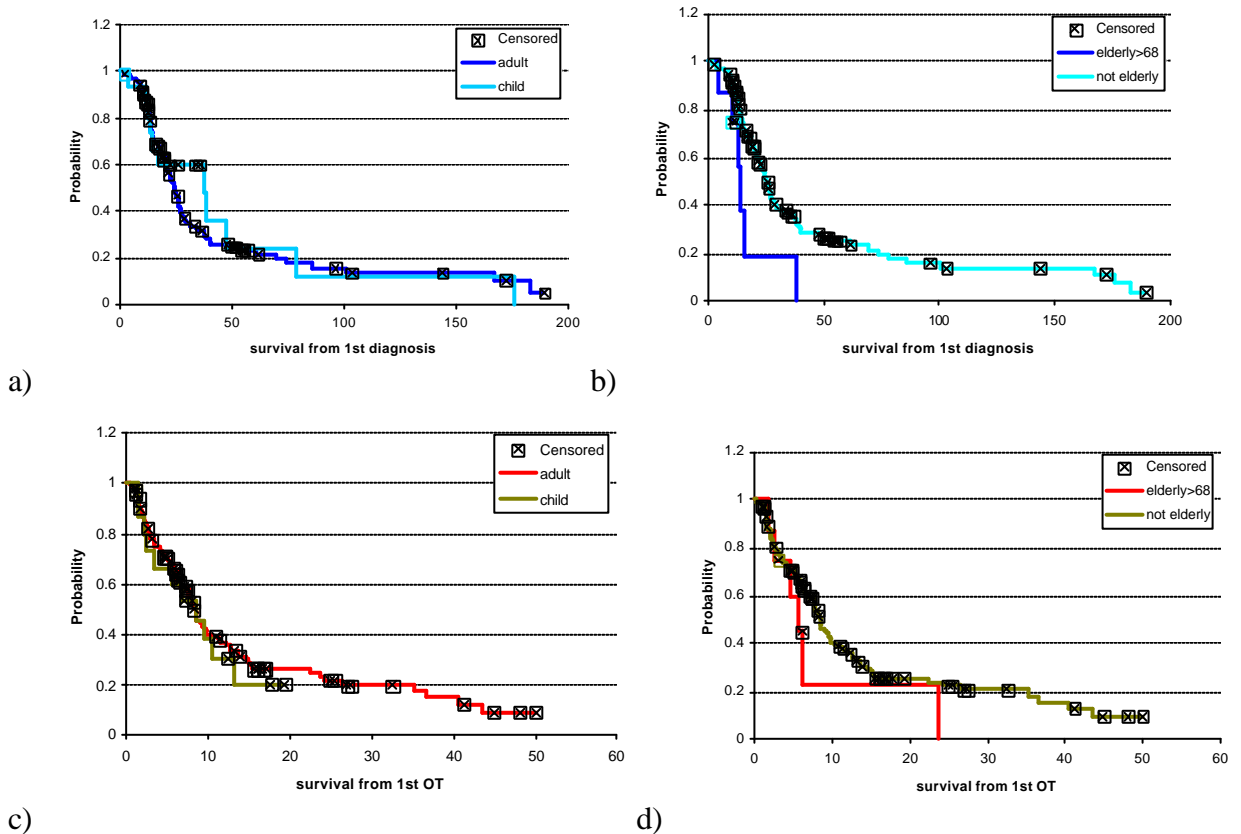 a)
1.2
1
0.8
0.6
0.4
0.2
0
Probability
0 50 100 150 200
survival from 1st diagnosis
Censored
adult
child
b)
1.2
1
0.8
0.6
0.4
0.2
0
Probability
0 50 100 150 200
survival from 1st diagnosis
Censored
elderly>68
not elderly
c)
1.2
1
0.8
0.6
0.4
0.2
0
Probability
0 10 20 30 40 50 60
survival from 1st OT
Censored
adult
child
d)
1.2
1
0.8
0.6
0.4
0.2
0
Probability
0 10 20 30 40 50 60
survival from 1st OT
Censored
elderly>68
not elderly